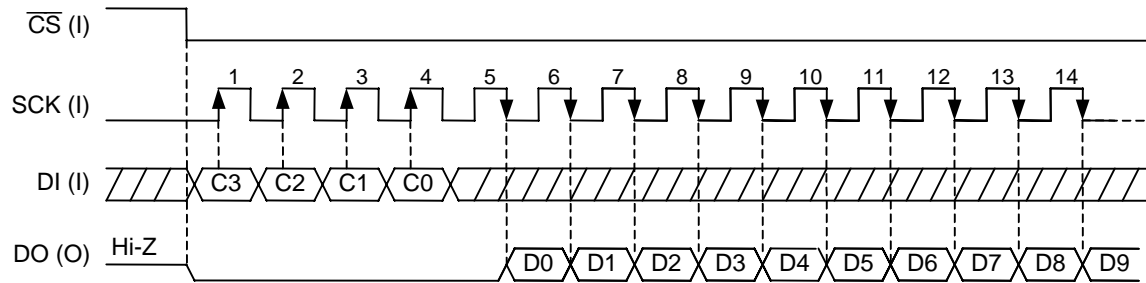 CS (I)
1 2 3 4 5 6 7 8 9 10 11 12 13 14
SCK (I)
DI (I) C3 C2 C1 C0
DO (O) Hi-Z D0 D1 D2 D3 D4 D5 D6 D7 D8 D9